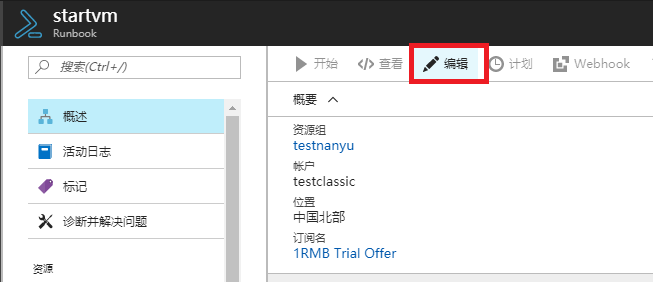 startvm
Runbook
搜索(Ctrl+/)
概述
活动日志
标记
诊断并解决问题
资源
开始 查看 编辑 计划 Webhook
概要
资源组
testnanyu
帐户
testclassic
位置
中国北部
订阅名
1RMB Trial Offer